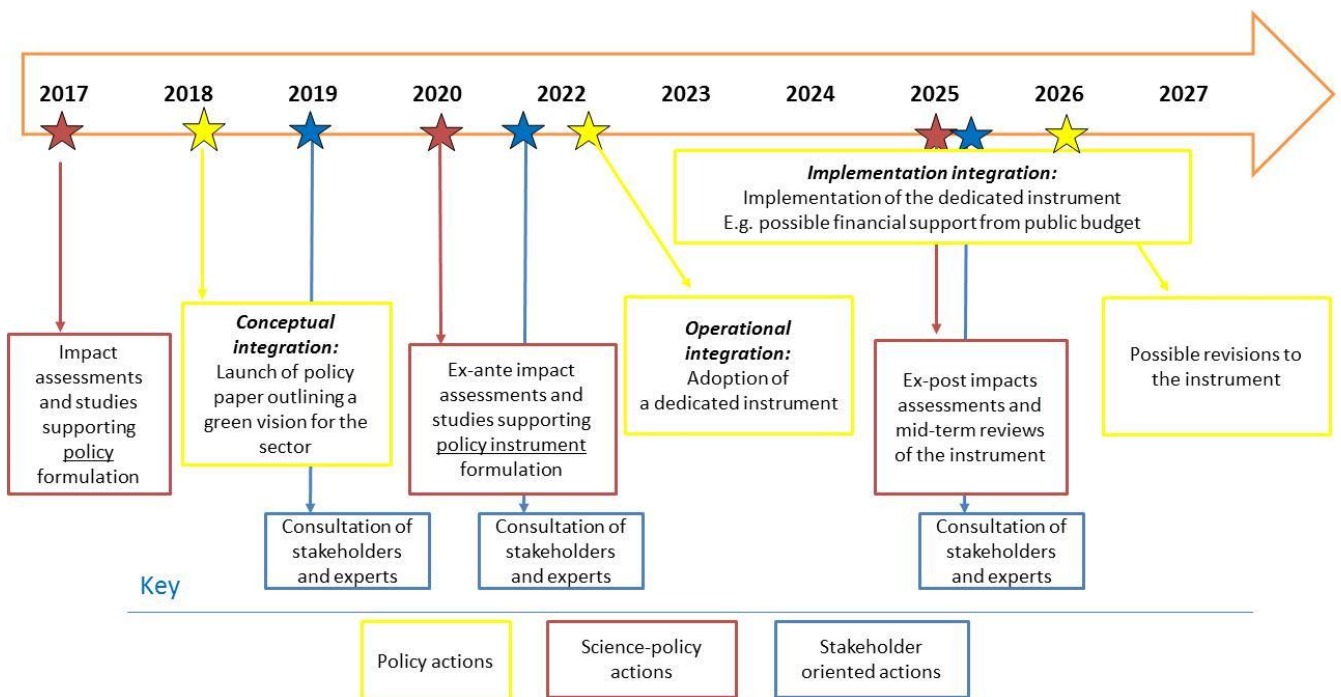 2017 2018 2019 2020 2022 2023 2024 2025 2026 2027
Implementation integration:
Implementation of the dedicated instrument
E.g. possible financial support from public budget
Impact
assessments
and studies
supporting
policy
formulation
Conceptual
integration:
Launch of policy
paper outlining a
green vision for the
sector
Ex-ante impact
assessments and
studies supporting
policy instrument
formulation
Operational
integration:
Adoption of
a dedicated instrument
Ex-post impacts
assessments and
mid-term reviews
of the instrument
Possible revisions to
the instrument
Consultation of
stakeholders
and experts
Consultation of
stakeholders
and experts
Consultation of
stakeholders
and experts
Key
Policy actions
Science-policy
actions
Stakeholder
oriented actions